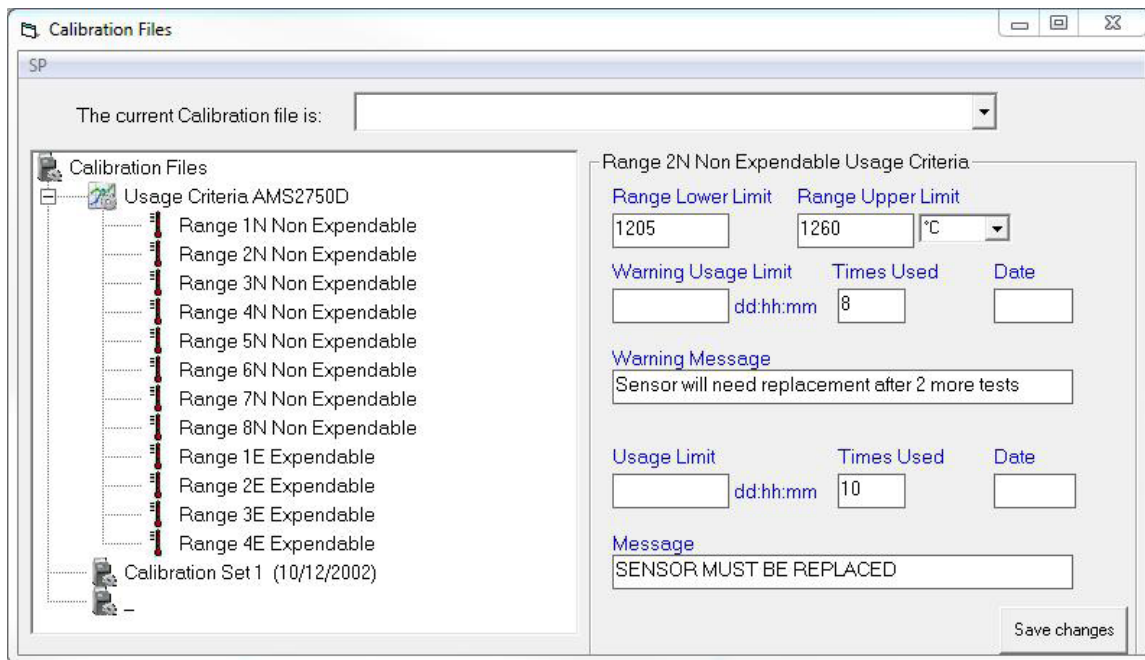 Calibration Files
SP
The current Calibration file is:
Calibration Files
Usage Criteria AMS2750D
Range 1N Non Expendable
Range 2N Non Expendable
Range 3N Non Expendable
Range 4N Non Expendable
Range 5N Non Expendable
Range 6N Non Expendable
Range 7N Non Expendable
Range 8N Non Expendable
Range 1E Expendable
Range 2E Expendable
Range 3E Expendable
Range 4E Expendable
Calibration Set 1 (10/12/2002)
_
Range 2N Non Expendable Usage Criteria
Range Lower Limit Range Upper Limit
1205 1260 °C
Warning Usage Limit Times Used Date
dd:hh:mm 8
Warning Message
Sensor will need replacement after 2 more tests
Usage Limit Times Used Date
dd:hh:mm 10
Message
SENSOR MUST BE REPLACED
Save changes